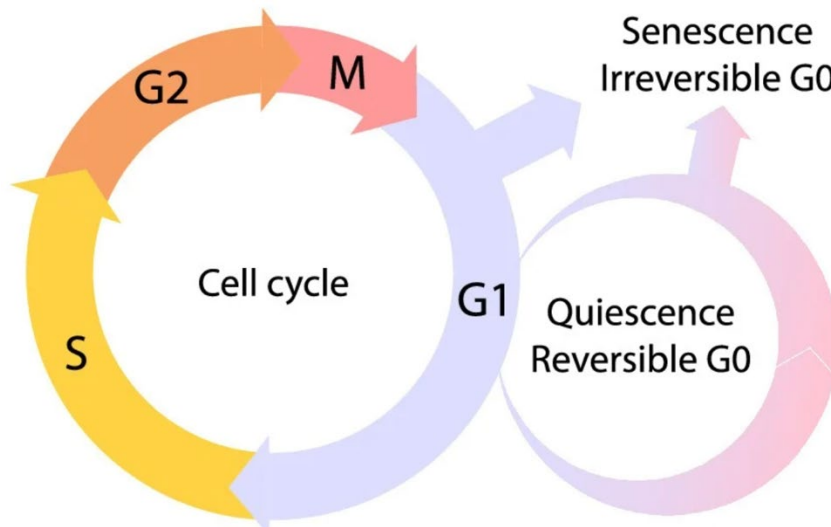 Senescence
Irreversible G0
G2
M
Cell cycle
G1
Quiescence
Reversible G0
S